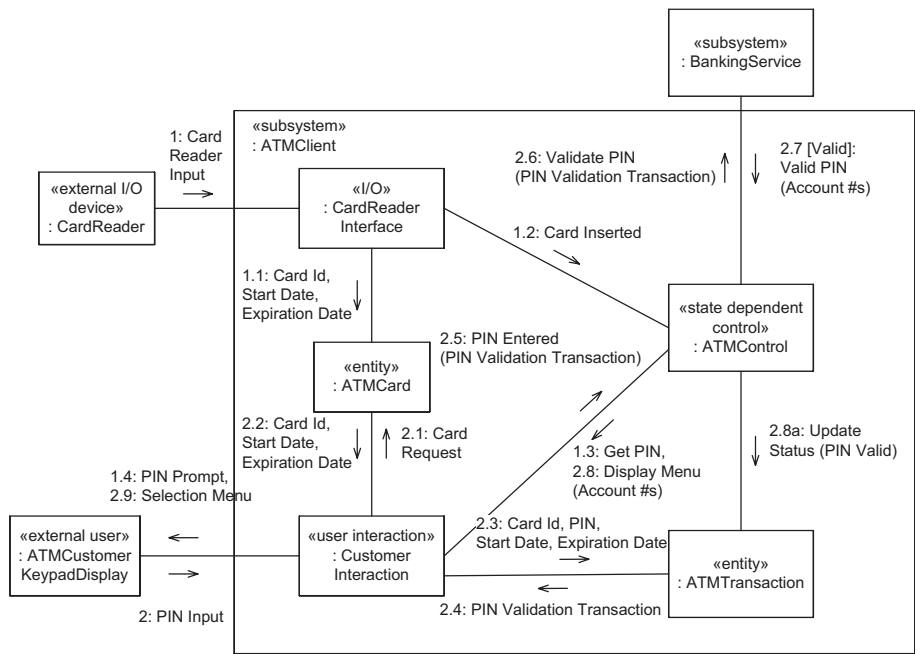 «subsystem»
: BankingService
«subsystem»
: ATMClient
1: Card
Reader
Input
2.6: Validate PIN
(PIN Validation Transaction)
2.7 [Valid]:
Valid PIN
(Account #s)
«external I/O
device»
: CardReader
«I/O»
: CardReader
Interface
1.2: Card Inserted
1.1: Card Id,
Start Date,
Expiration Date
«state dependent
control»
: ATMControl
2.5: PIN Entered
(PIN Validation Transaction)
«entity»
: ATMCard
2.2: Card Id,
Start Date,
Expiration Date
2.1: Card
Request
1.3: Get PIN,
2.8: Display Menu
(Account #s)
2.8a: Update
Status (PIN Valid)
1.4: PIN Prompt,
2.9: Selection Menu
«external user»
: ATMCustomer
KeypadDisplay
«user interaction»
: Customer
Interaction
2.3: Card Id, PIN,
Start Date, Expiration Date
«entity»
: ATMTransaction
2: PIN Input
2.4: PIN Validation Transaction